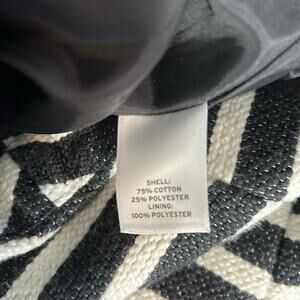 SHELL:
75% COTTON
25% POLYESTER
LINING:
100% POLYESTER